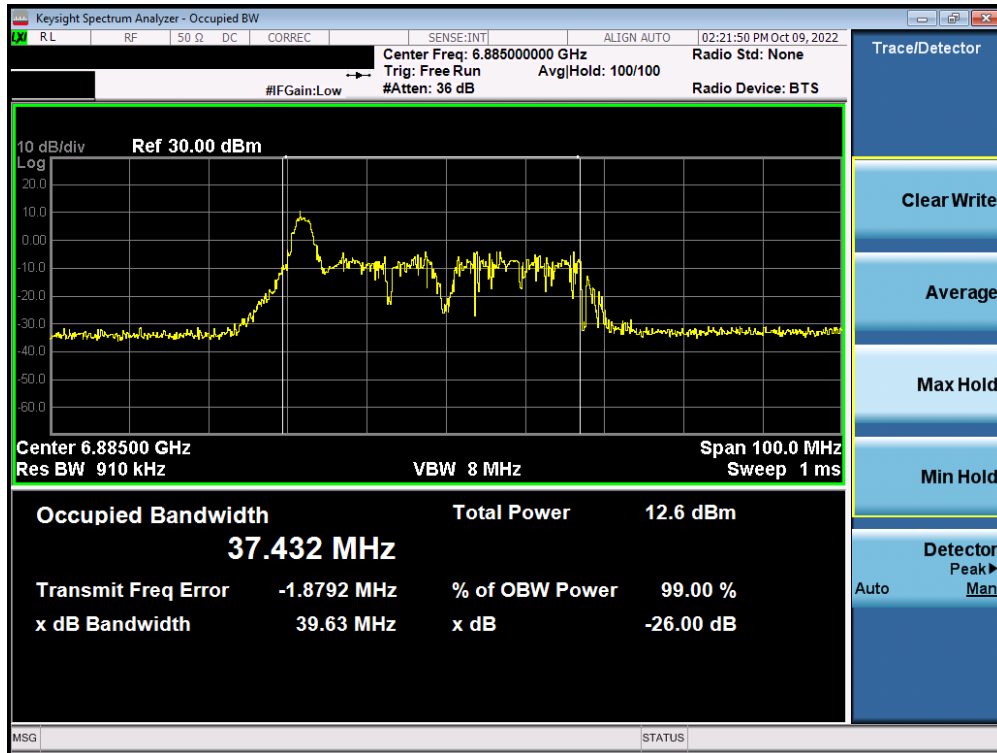 Keysight Spectrum Analyzer - Occupied BW
LXI RL RF 50 Ω DC CORREC SENSE:INT ALIGN AUTO 02:21:50 PM Oct 09, 2022
Center Freq: 6.885000000 GHz Radio Std: None
Trig: Free Run Avg|Hold: 100/100
#IFGain:Low #Atten: 36 dB Radio Device: BTS
Trace/Detector
10 dB/div Ref 30.00 dBm
Log
20.0
10.0
0.00
-10.0
-20.0
-30.0
-40.0
-50.0
-60.0
Center 6.88500 GHz Span 100.0 MHz
Res BW 910 kHz VBW 8 MHz Sweep 1 ms
Occupied Bandwidth Total Power 12.6 dBm
37.432 MHz
Transmit Freq Error -1.8792 MHz % of OBW Power 99.00 %
x dB Bandwidth 39.63 MHz x dB -26.00 dB
Clear Write
Average
Max Hold
Min Hold
Detector
Peak▶
Auto Man
MSG STATUS